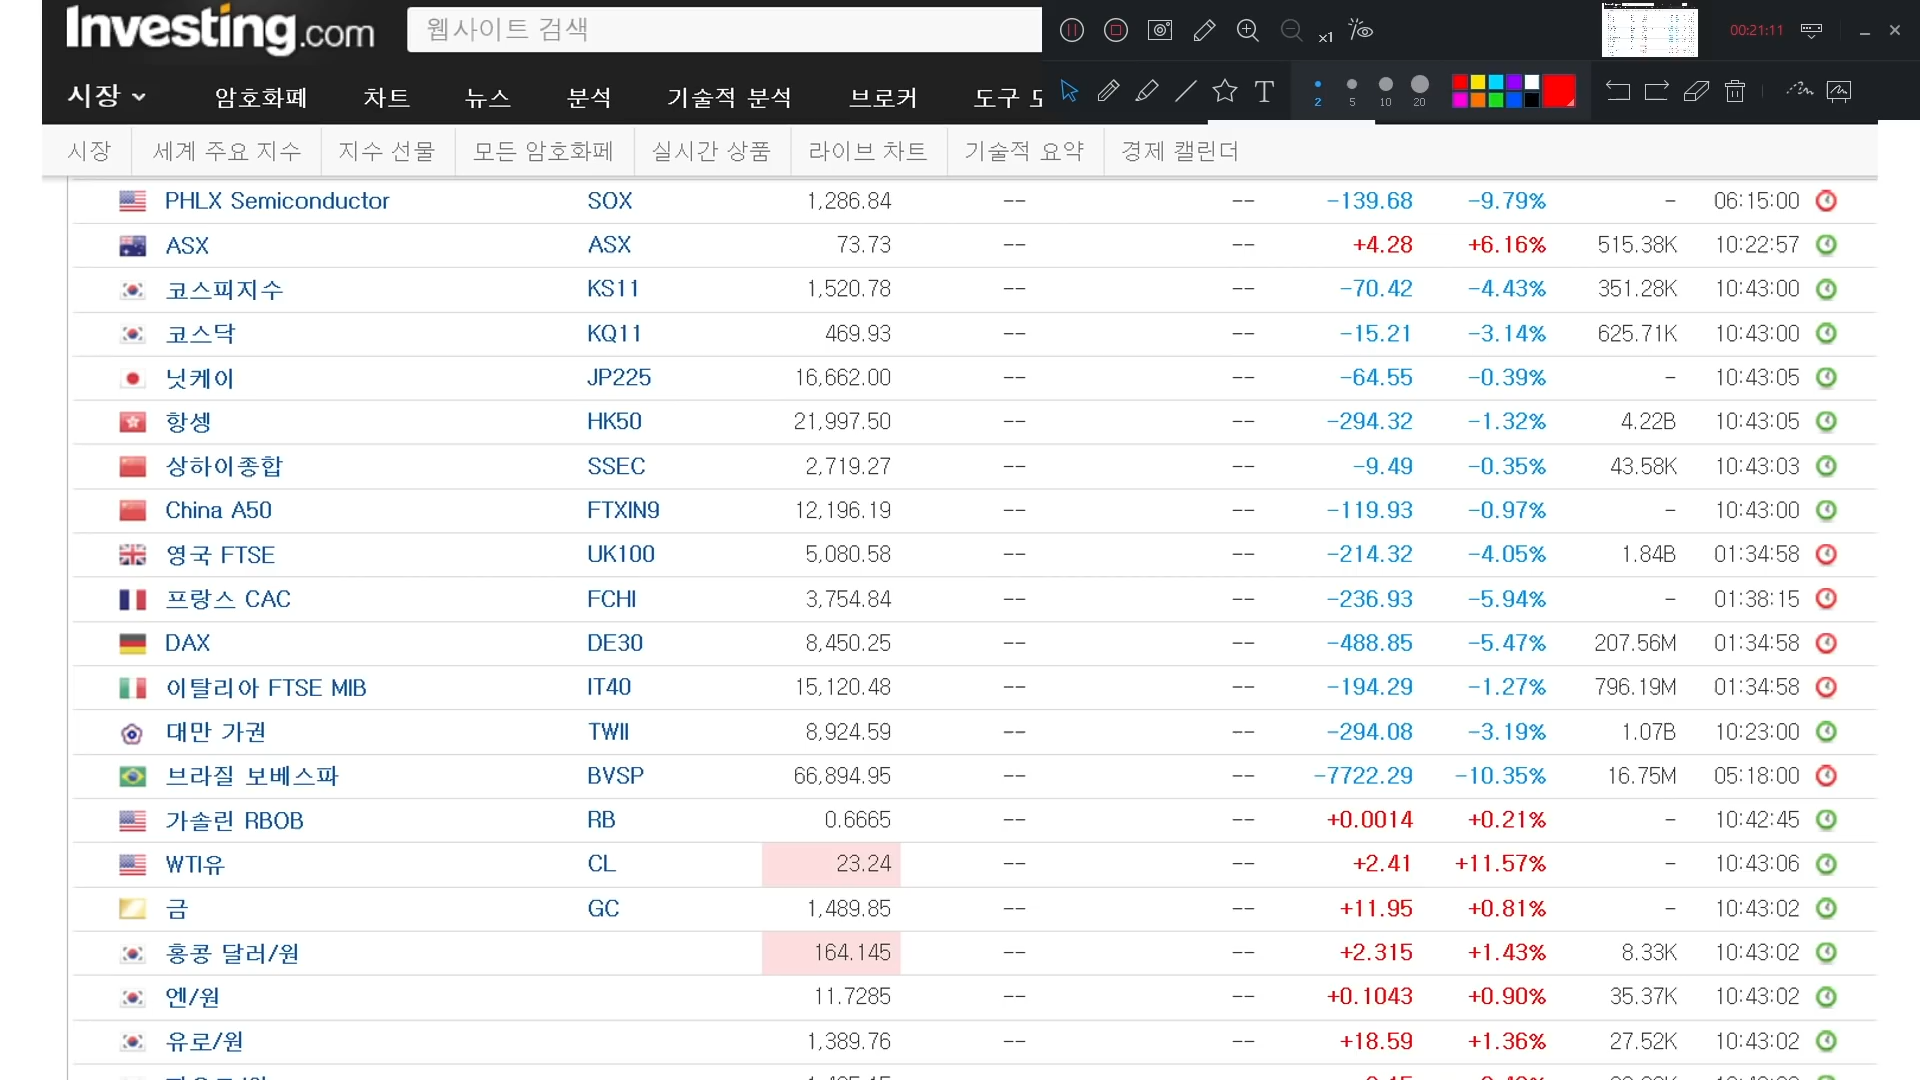 Investing.com 웹사이트 검색 x1 00:21:11
시장 암호화폐 차트 뉴스 분석 기술적 분석 브로커 도구 T 2 5 10 20
시장 세계 주요 지수 지수 선물 모든 암호화폐 실시간 상품 라이브 차트 기술적 요약 경제 캘린더
PHLX Semiconductor SOX 1,286.84 -- -- -139.68 -9.79% - 06:15:00
ASX ASX 73.73 -- -- +4.28 +6.16% 515.38K 10:22:57
코스피지수 KS11 1,520.78 -- -- -70.42 -4.43% 351.28K 10:43:00
코스닥 KQ11 469.93 -- -- -15.21 -3.14% 625.71K 10:43:00
닛케이 JP225 16,662.00 -- -- -64.55 -0.39% - 10:43:05
항셍 HK50 21,997.50 -- -- -294.32 -1.32% 4.22B 10:43:05
상하이종합 SSEC 2,719.27 -- -- -9.49 -0.35% 43.58K 10:43:03
China A50 FTXIN9 12,196.19 -- -- -119.93 -0.97% - 10:43:00
영국 FTSE UK100 5,080.58 -- -- -214.32 -4.05% 1.84B 01:34:58
프랑스 CAC FCHI 3,754.84 -- -- -236.93 -5.94% - 01:38:15
DAX DE30 8,450.25 -- -- -488.85 -5.47% 207.56M 01:34:58
이탈리아 FTSE MIB IT40 15,120.48 -- -- -194.29 -1.27% 796.19M 01:34:58
대만 가권 TWII 8,924.59 -- -- -294.08 -3.19% 1.07B 10:23:00
브라질 보베스파 BVSP 66,894.95 -- -- -7722.29 -10.35% 16.75M 05:18:00
가솔린 RBOB RB 0.6665 -- -- +0.0014 +0.21% - 10:42:45
WTI유 CL 23.24 -- -- +2.41 +11.57% - 10:43:06
금 GC 1,489.85 -- -- +11.95 +0.81% - 10:43:02
홍콩 달러/원 164.145 -- -- +2.315 +1.43% 8.33K 10:43:02
엔/원 11.7285 -- -- +0.1043 +0.90% 35.37K 10:43:02
유로/원 1,389.76 -- -- +18.59 +1.36% 27.52K 10:43:02